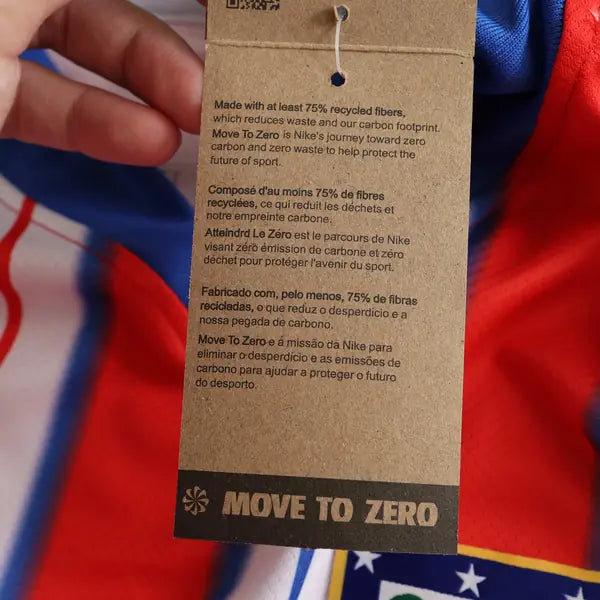 Made with at least 75% recycled fibers,
which reduces waste and our carbon footprint.
Move To Zero is Nike's journey toward zero
carbon and zero waste to help protect the
future of sport.
Composé d'au moins 75% de fibres
recyclées, ce qui reduit les déchets et
notre empreinte carbone.
Atteindrd Le Zéro est le parcours de Nike
visant zéro émission de carbone et zéro
déchet pour protéger l'avenir du sport.
Fabricado com, pelo menos, 75% de fibras
recicladas, o que reduz o desperdício e a
nossa pegada de carbono.
Move To Zero e á missão da Nike para
eliminar o desperdício e as emissões de
carbono para ajudar a proteger o futuro
do desporto.
MOVE TO ZERO